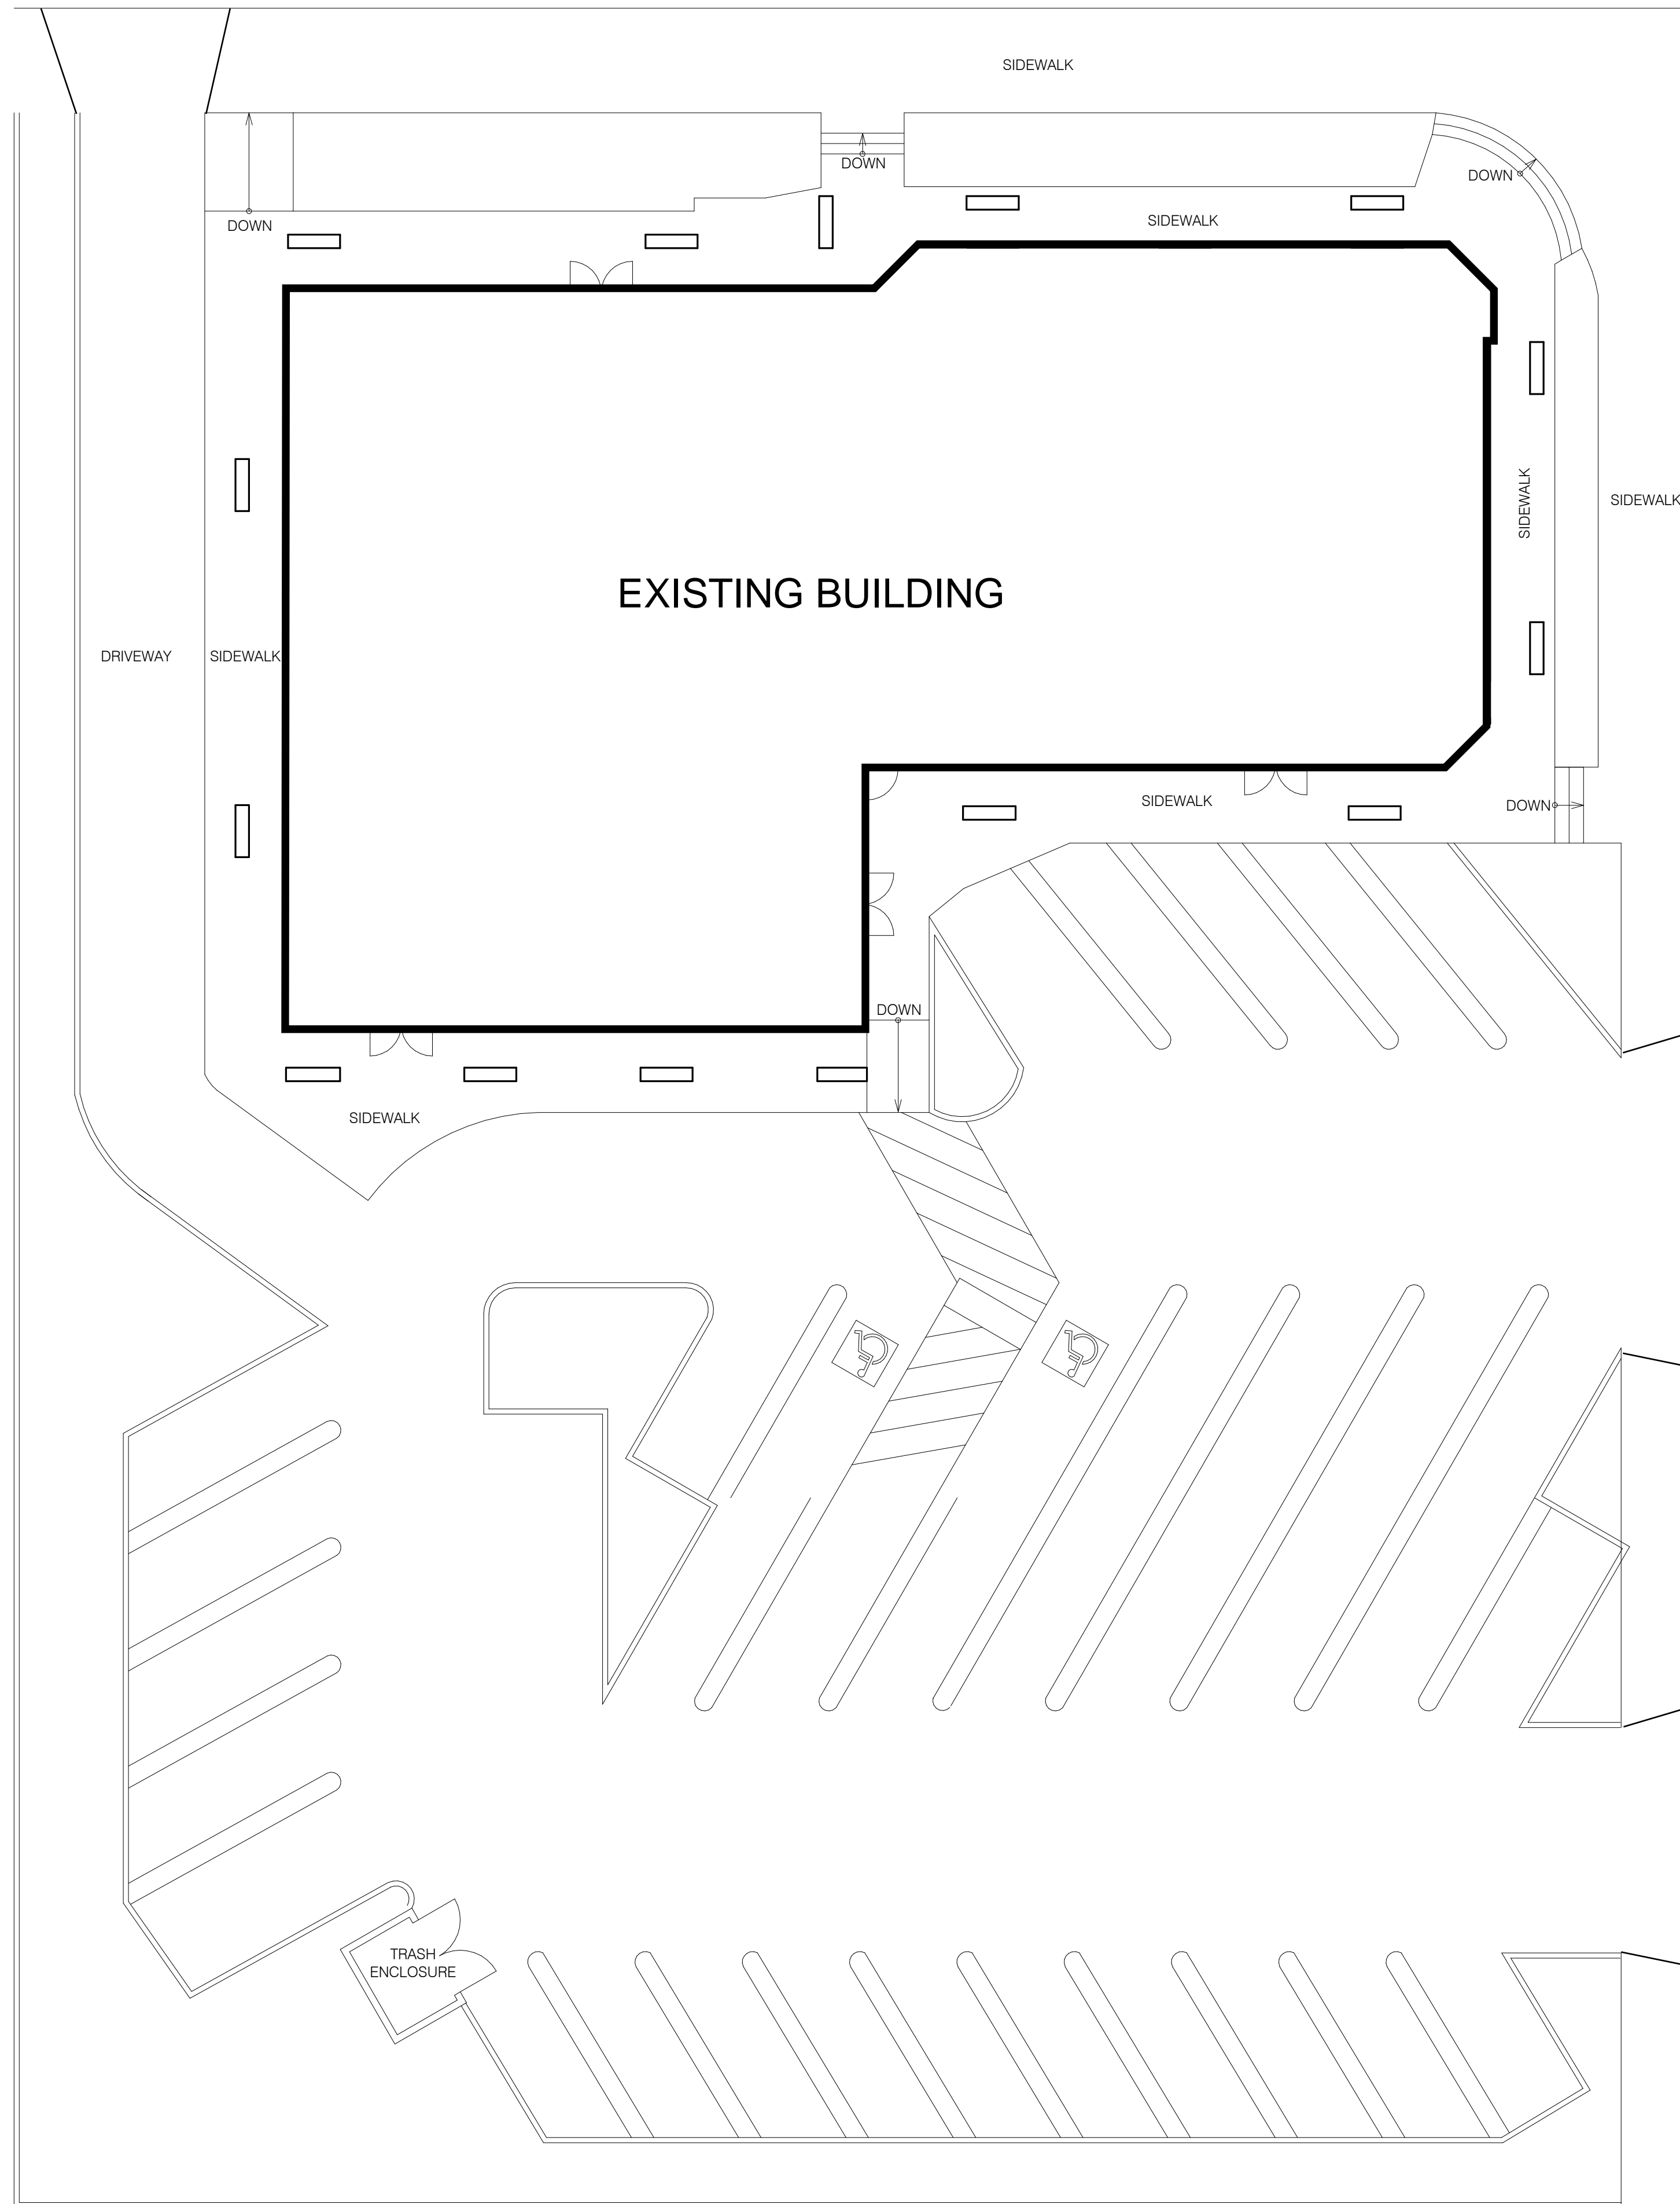 SIDEWALK
DOWN
DOWN
SIDEWALK
DOWN
SIDEWALK
SIDEWALK
EXISTING BUILDING
DRIVEWAY
SIDEWALK
SIDEWALK
DOWN
DOWN
SIDEWALK
TRASH
ENCLOSURE